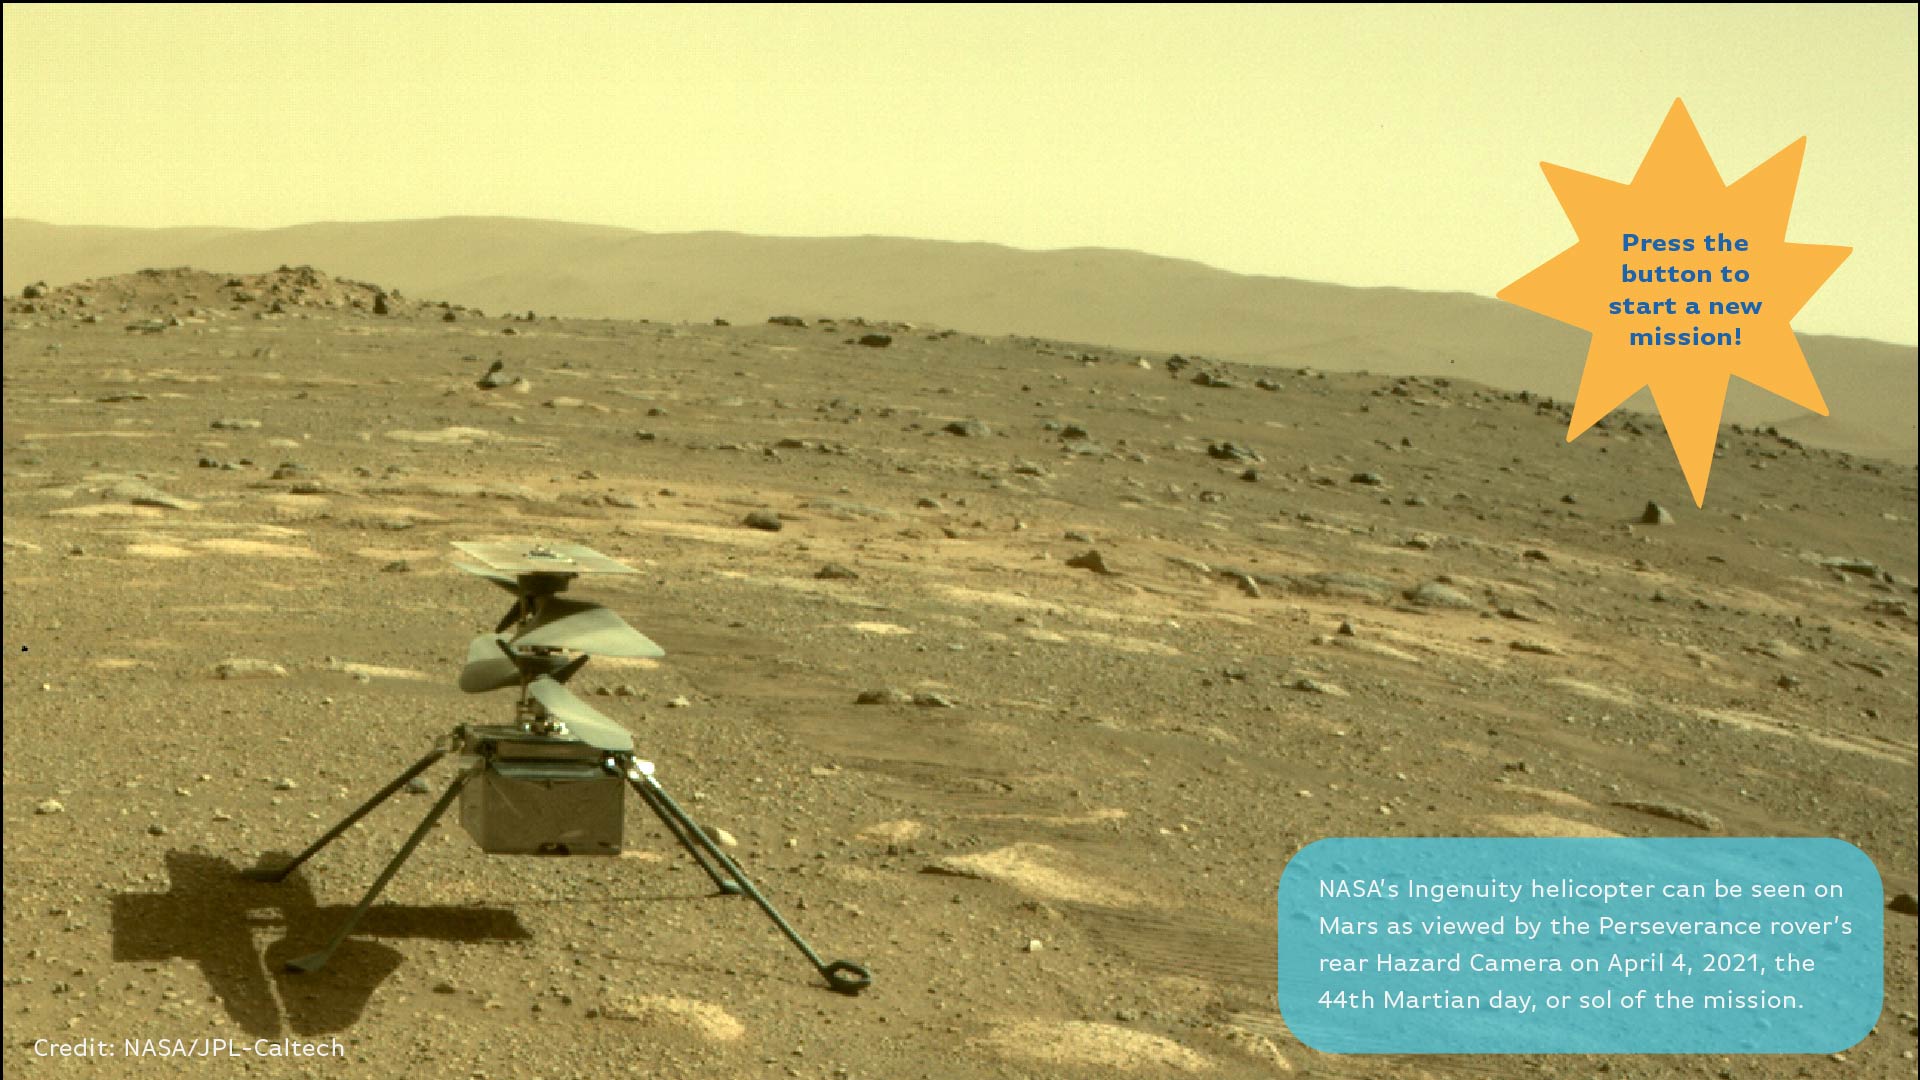 Press the
button to
start a new
mission!
NASA's Ingenuity helicopter can be seen on
Mars as viewed by the Perseverance rover's
rear Hazard Camera on April 4, 2021, the
44th Martian day, or sol of the mission.
Credit: NASA/JPL-Caltech